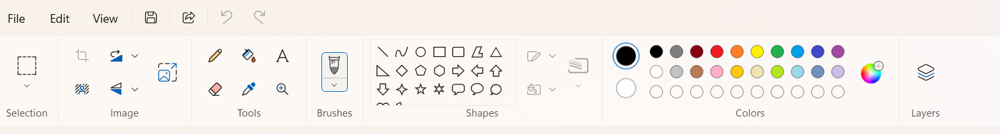 File Edit View
Selection Image Tools Brushes Shapes Colors Layers